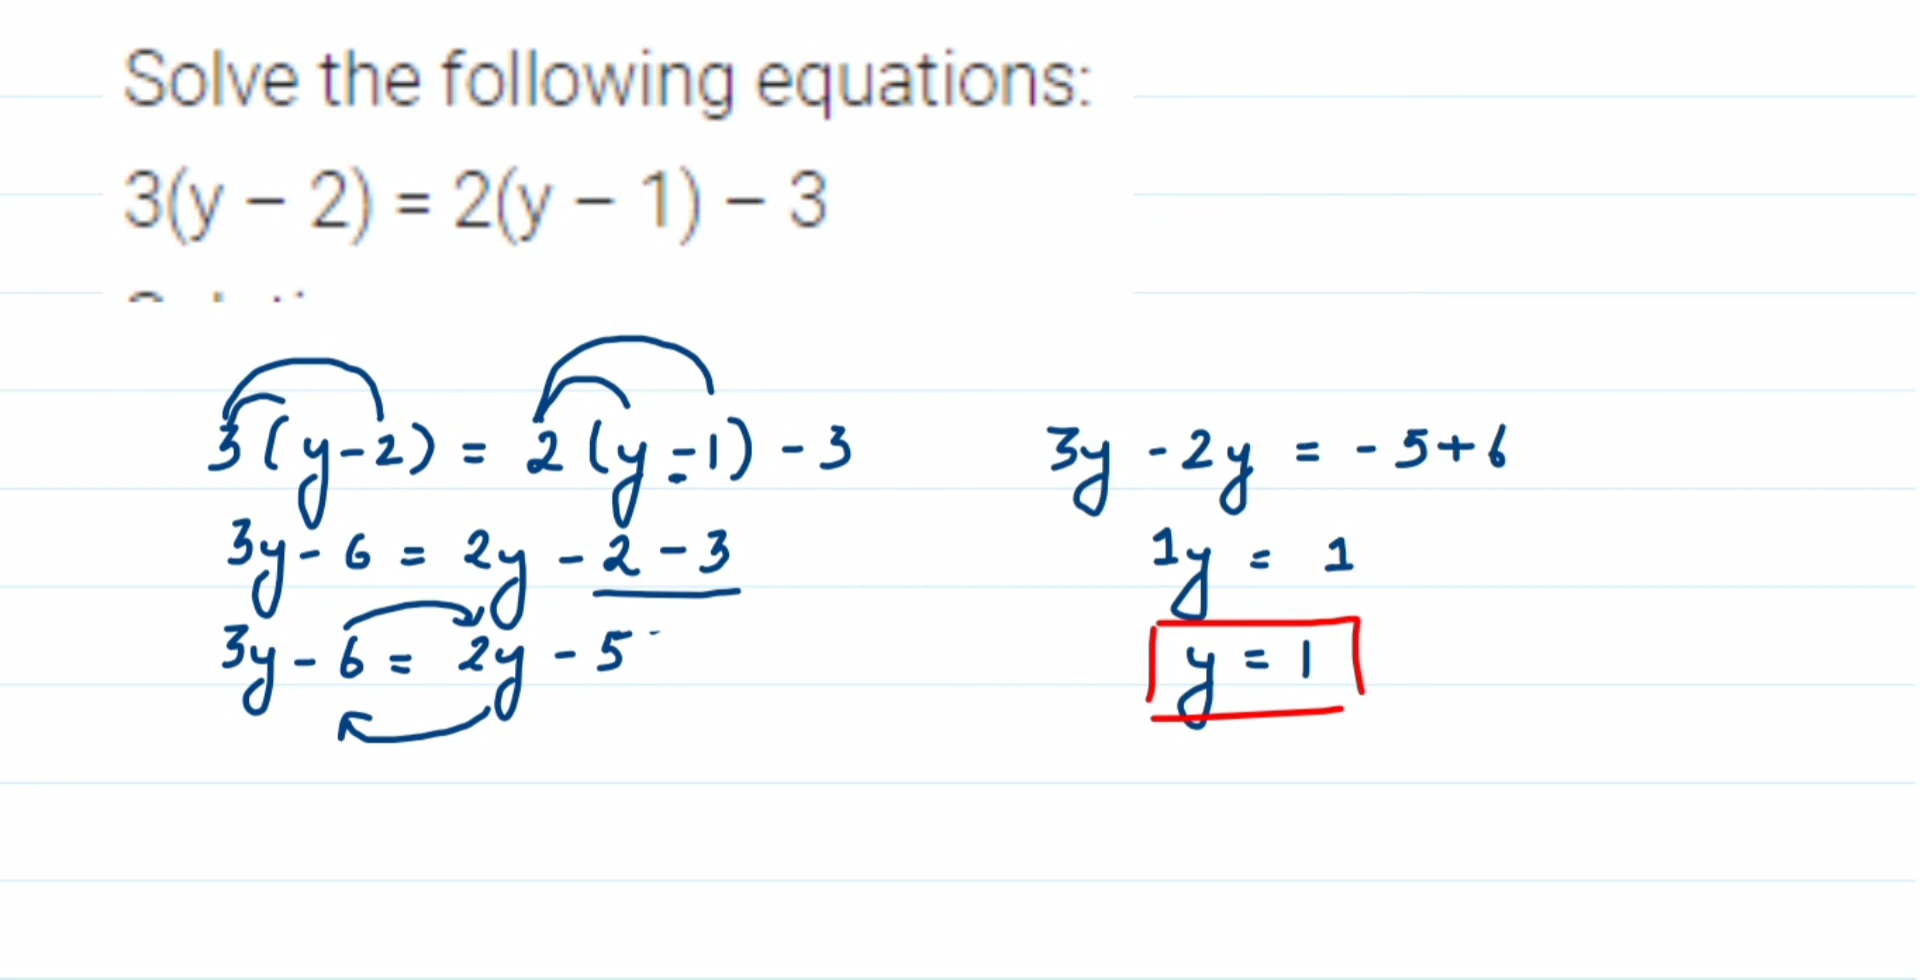 Solve the following equations:
3(y – 2) = 2(y – 1) – 3
3(y-2) = 2(y-1) - 3
3y - 6 = 2y - 2 - 3
3y - 6 = 2y - 5
3y - 2y = -5+6
1y = 1
y = 1